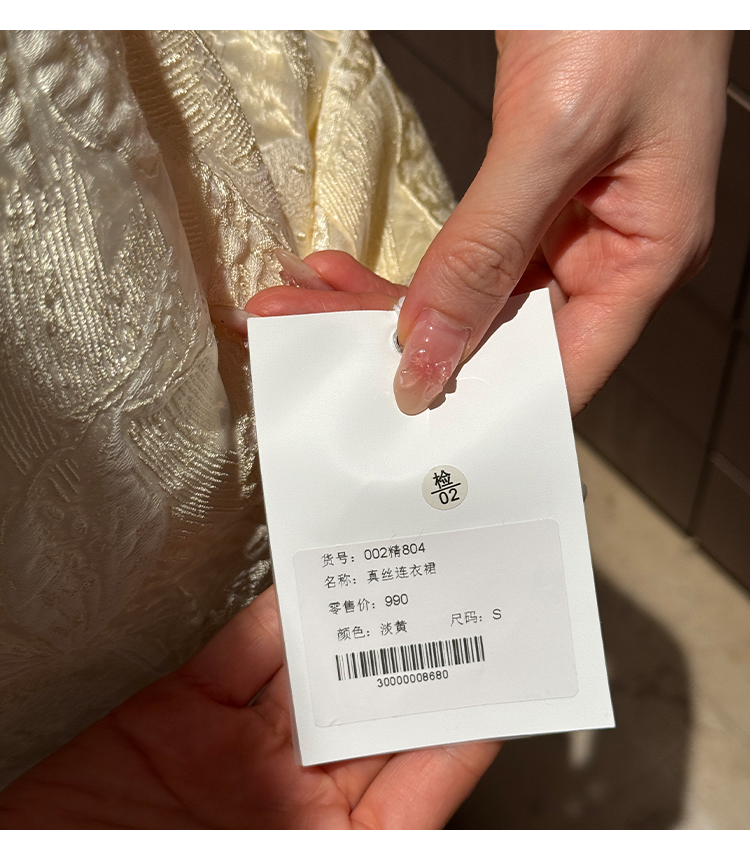 检
02
货号：002精804
名称：真丝连衣裙
零售价：990
颜色：淡黄 尺码：S
30000008680